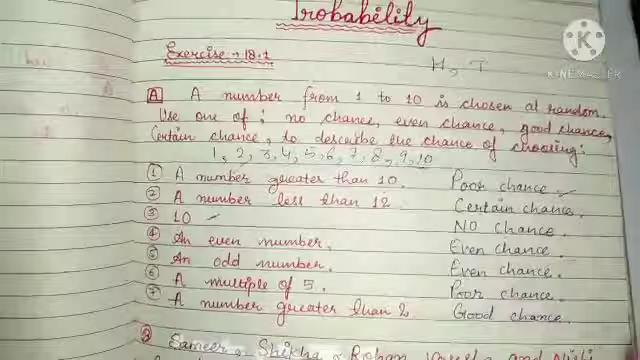 Probability
Exercise → 18.1
H, T
KINEMASTER
A A number from 1 to 10 is chosen at random.
Use one of : no chance, even chance, good chance,
Certain chance, to describe the chance of choosing:
1, 2, 3, 4, 5, 6, 7, 8, 9, 10
① A number greater than 10. Poor chance.
② A number less than 12 Certain chance.
③ 10 NO chance.
④ An even number. Even chance.
⑤ An odd number. Even chance.
⑥ A multiple of 5. Poor chance.
⑦ A number greater than 2 Good chance.
Sameer, Shikha, Rohan and